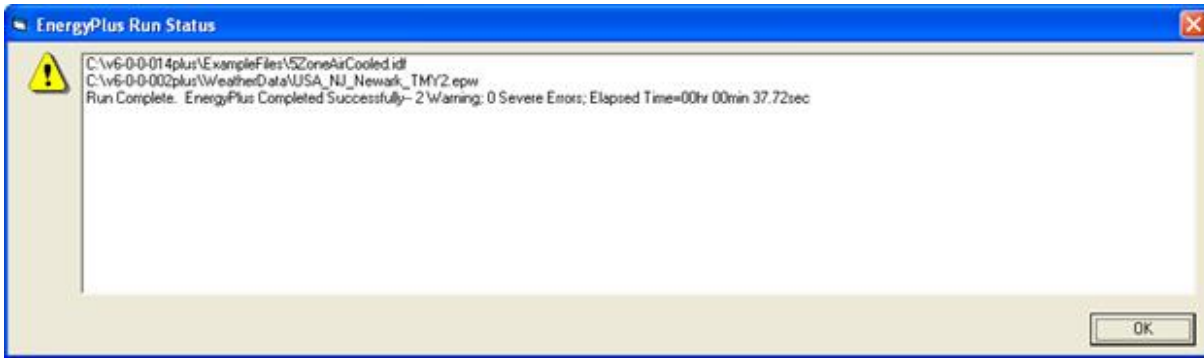 EnergyPlus Run Status
C:\v6-0-0-014plus\ExampleFiles\5ZoneAirCooled.idf
C:\v6-0-0-002plus\WeatherData\USA_NJ_Newark_TMY2.epw
Run Complete. EnergyPlus Completed Successfully-- 2 Warning; 0 Severe Errors; Elapsed Time=00hr 00min 37.72sec
OK